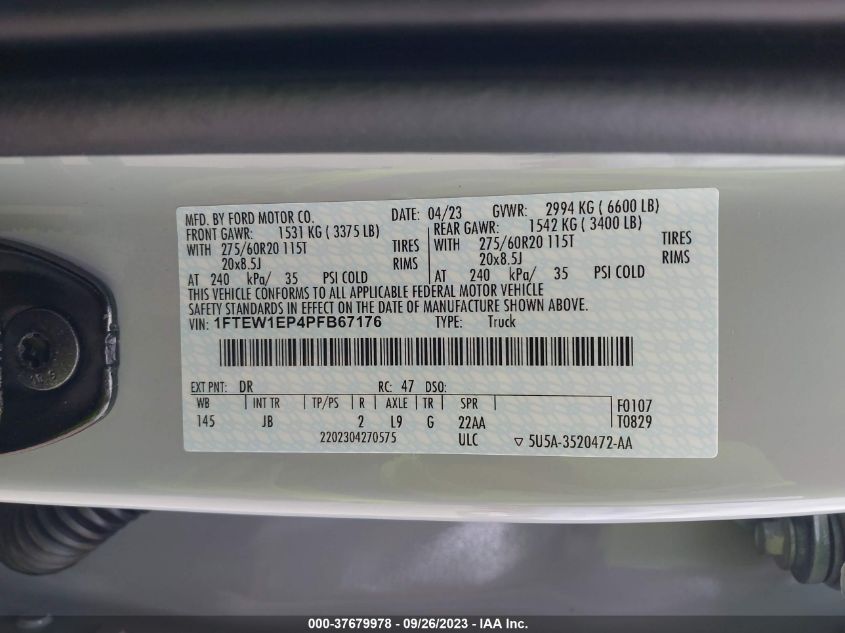 MFD. BY FORD MOTOR CO. DATE: 04/23 GVWR: 2994 KG ( 6600 LB)
FRONT GAWR: 1531 KG ( 3375 LB) REAR GAWR: 1542 KG ( 3400 LB)
WITH 275/60R20 115T TIRES WITH 275/60R20 115T TIRES
20x8.5J RIMS 20x8.5J RIMS
AT 240 kPa/ 35 PSI COLD AT 240 kPa/ 35 PSI COLD
THIS VEHICLE CONFORMS TO ALL APPLICABLE FEDERAL MOTOR VEHICLE
SAFETY STANDARDS IN EFFECT ON THE DATE OF MANUFACTURE SHOWN ABOVE.
VIN: 1FTEW1EP4PFB67176 TYPE: Truck
EXT PNT: DR RC: 47 DSO:
WB INT TR TP/PS R AXLE TR SPR F0107
145 JB 2 L9 G 22AA T0829
2202304270575 ULC ▽ 5U5A-3520472-AA
000-37679978 - 09/26/2023 - IAA Inc.